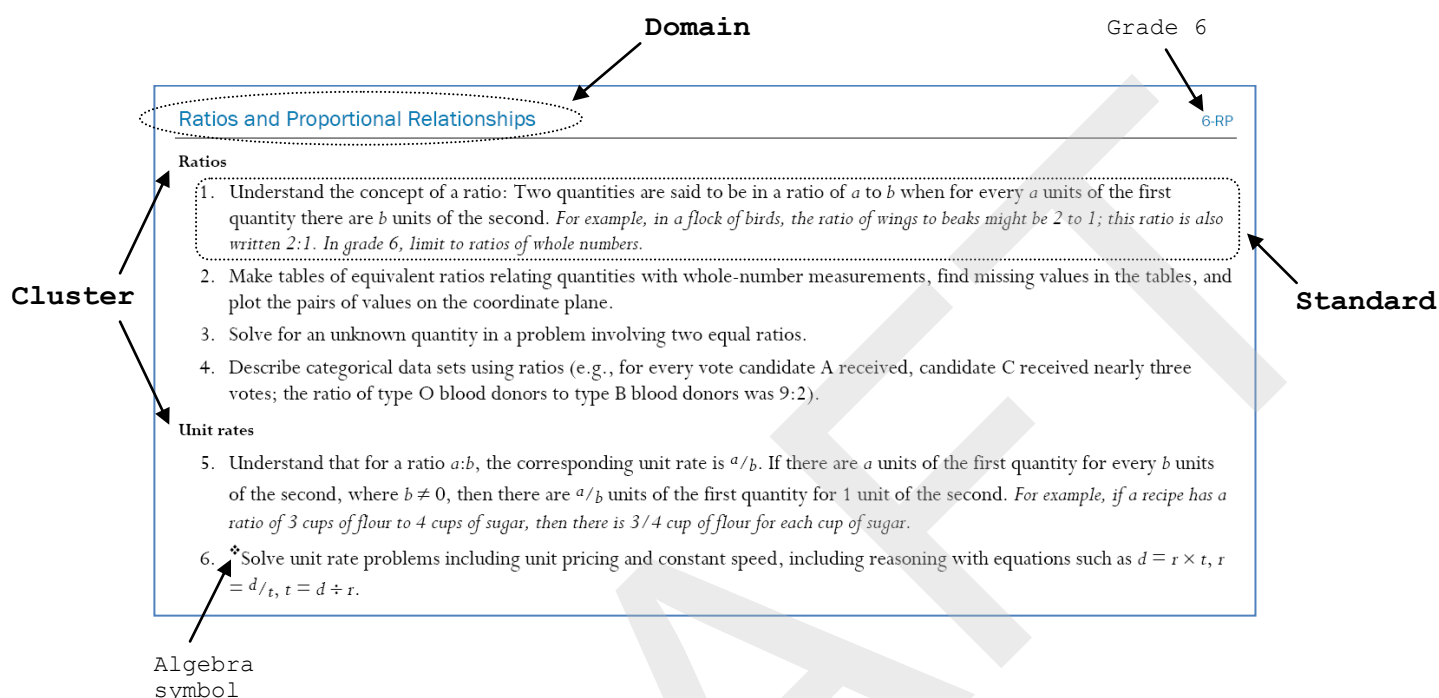 Domain
Grade 6
Ratios and Proportional Relationships
6-RP
Ratios
1. Understand the concept of a ratio: Two quantities are said to be in a ratio of a to b when for every a units of the first
quantity there are b units of the second. For example, in a flock of birds, the ratio of wings to beaks might be 2 to 1; this ratio is also
written 2:1. In grade 6, limit to ratios of whole numbers.
2. Make tables of equivalent ratios relating quantities with whole-number measurements, find missing values in the tables, and
plot the pairs of values on the coordinate plane.
Cluster
Standard
3. Solve for an unknown quantity in a problem involving two equal ratios.
4. Describe categorical data sets using ratios (e.g., for every vote candidate A received, candidate C received nearly three
votes; the ratio of type O blood donors to type B blood donors was 9:2).
Unit rates
5. Understand that for a ratio a:b, the corresponding unit rate is a/b. If there are a units of the first quantity for every b units
of the second, where b ≠ 0, then there are a/b units of the first quantity for 1 unit of the second. For example, if a recipe has a
ratio of 3 cups of flour to 4 cups of sugar, then there is 3/4 cup of flour for each cup of sugar.
6. ❖Solve unit rate problems including unit pricing and constant speed, including reasoning with equations such as d = r × t, r
= d/t, t = d ÷ r.
Algebra
symbol
AFT